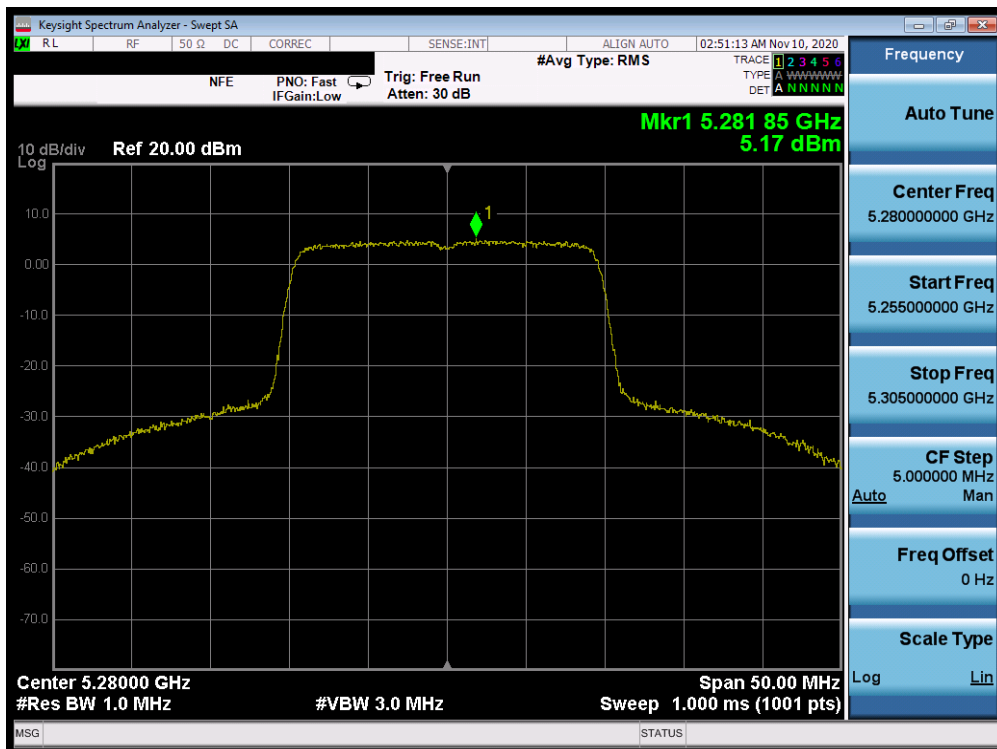 Keysight Spectrum Analyzer - Swept SA
LXI RL RF 50 Ω DC CORREC SENSE:INT ALIGN AUTO 02:51:13 AM Nov 10, 2020
NFE PNO: Fast IFGain:Low Trig: Free Run Atten: 30 dB #Avg Type: RMS
TRACE 1 2 3 4 5 6
TYPE A WWWWW
DET A N N N N N
Mkr1 5.281 85 GHz
5.17 dBm
10 dB/div Ref 20.00 dBm
Log
1
10.0
0.00
-10.0
-20.0
-30.0
-40.0
-50.0
-60.0
-70.0
Center 5.28000 GHz Span 50.00 MHz
#Res BW 1.0 MHz #VBW 3.0 MHz Sweep 1.000 ms (1001 pts)
MSG STATUS
Frequency
Auto Tune
Center Freq
5.280000000 GHz
Start Freq
5.255000000 GHz
Stop Freq
5.305000000 GHz
CF Step
5.000000 MHz
Auto Man
Freq Offset
0 Hz
Scale Type
Log Lin